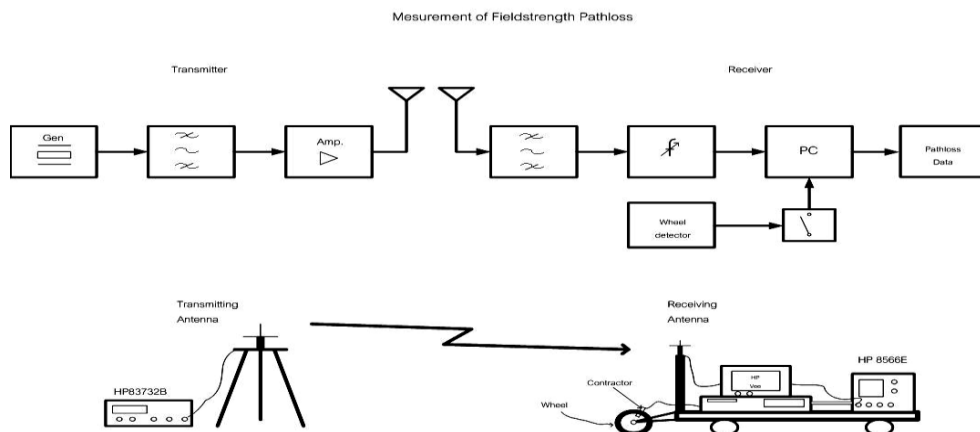 Mesurement of Fieldstrength Pathloss
Transmitter
Receiver
Gen
Amp.
PC
Pathloss
Data
Wheel
detector
Transmitting
Antenna
Receiving
Antenna
HP83732B
HP 8566E
HP
Vee
Contractor
Wheel